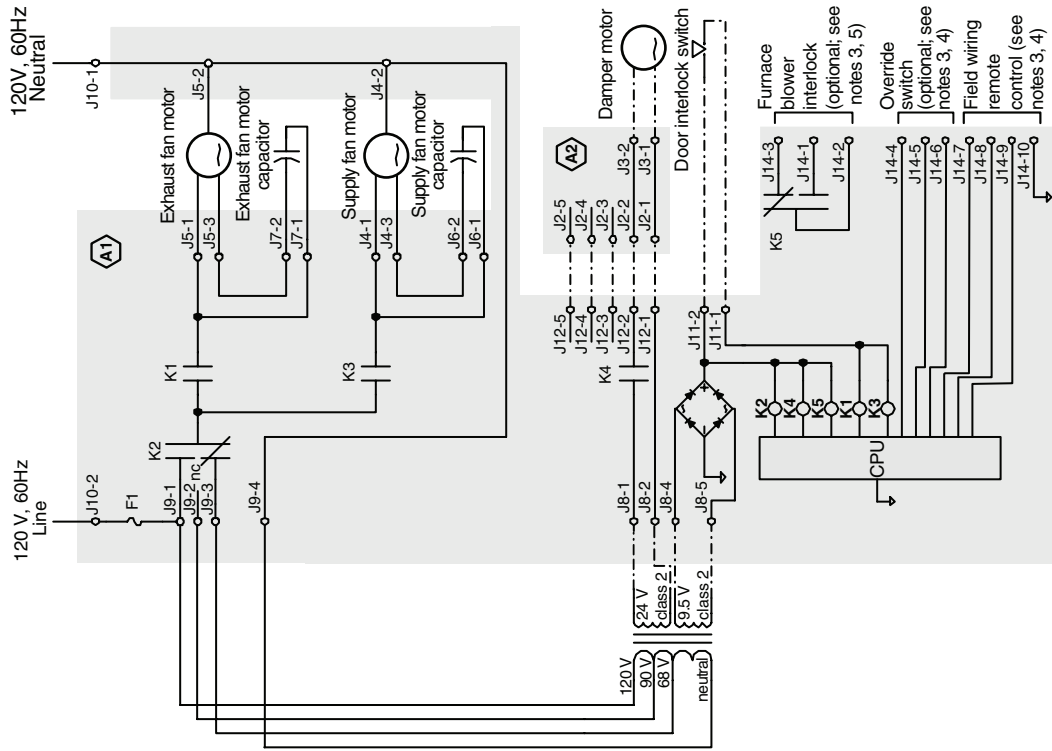 120V, 60Hz
Neutral
J10-1
J5-2
J4-2
Exhaust fan motor
Exhaust fan motor
capacitor
Supply fan motor
Supply fan motor
capacitor
A1
J5-1
J5-3
J7-2
J7-1
J4-1
J4-3
J6-2
J6-1
K1
K3
K2
nc
120 V, 60Hz
Line
J10-2
F1
J9-1
J9-2
J9-3
J9-4
Damper motor
Door interlock switch
A2
J3-2
J3-1
J2-5
J2-4
J2-3
J2-2
J2-1
J12-5
J12-4
J12-3
J12-2
J12-1
K4
J11-2
J11-1
J8-1
J8-2
J8-4
J8-5
24 V
class 2
9.5 V
class 2
120 V
90 V
68 V
neutral
K2
K4
K5
K1
K3
CPU
K5
Furnace
blower
interlock
(optional; see
notes 3, 5)
J14-3
J14-1
J14-2
Override
switch
(optional; see
notes 3, 4)
J14-4
J14-5
J14-6
Field wiring
remote
control (see
notes 3, 4)
J14-7
J14-8
J14-9
J14-10